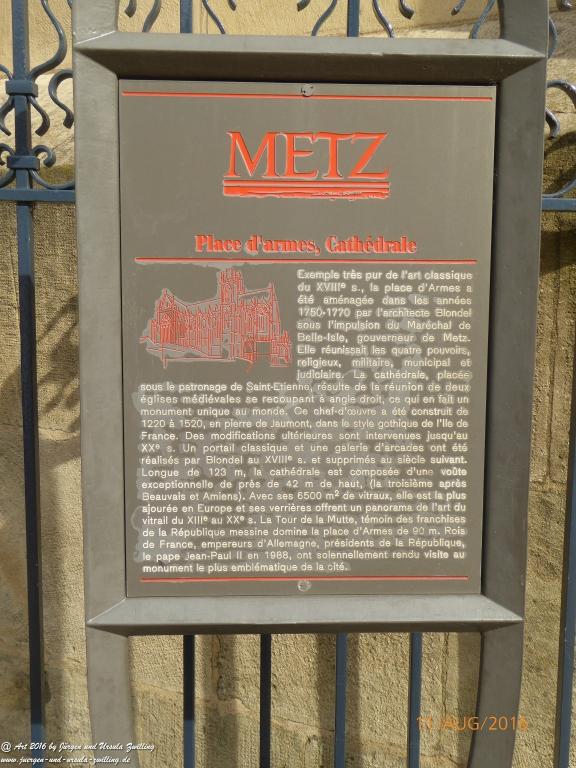 METZ
Place d'armes, Cathédrale
Exemple très pur de l'art classique
du XVIIIe s., la place d'Armes a
été aménagée dans les années
1750-1770 par l'architecte Blondel
sous l'impulsion du Maréchal de
Belle-Isle, gouverneur de Metz.
Elle réunissait les quatre pouvoirs,
religieux, militaire, municipal et
judiciaire. La cathédrale, placée
sous le patronage de Saint-Etienne, résulte de la réunion de deux
églises médiévales se recoupant à angle droit, ce qui en fait un
monument unique au monde. Ce chef-d'œuvre a été construit de
1220 à 1520, en pierre de Jaumont, dans le style gothique de l'Ile de
France. Des modifications ultérieures sont intervenues jusqu'au
XXe s. Un portail classique et une galerie d'arcades ont été
réalisés par Blondel au XVIIIe s. et supprimés au siècle suivant.
Longue de 123 m, la cathédrale est composée d'une voûte
exceptionnelle de près de 42 m de haut, (la troisième après
Beauvais et Amiens). Avec ses 6500 m² de vitraux, elle est la plus
ajourée en Europe et ses verrières offrent un panorama de l'art du
vitrail du XIIIe au XXe s. La Tour de la Mutte, témoin des franchises
de la République messine domine la place d'Armes de 90 m. Rois
de France, empereurs d'Allemagne, présidents de la République,
le pape Jean-Paul II en 1988, ont solennellement rendu visite au
monument le plus emblématique de la cité.
11/AUG/2016
@ Art 2016 by Jürgen und Ursula Zwilling
www.juergen-und-ursula-zwilling.de